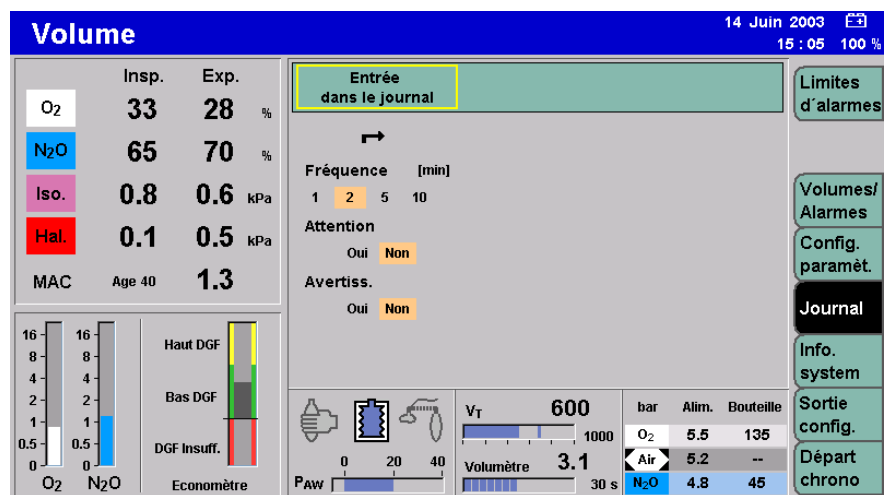 Volume
14 Juin 2003
15 : 05 100 %
Insp. Exp.
O2 33 28 %
N2O 65 70 %
Iso. 0.8 0.6 kPa
Hal. 0.1 0.5 kPa
MAC Age 40 1.3
16
8
4
2
1
0.5
0
O2
16
8
4
2
1
0.5
0
N2O
Haut DGF
Bas DGF
DGF Insuff.
Economètre
Entrée
dans le journal
Fréquence [min]
1 2 5 10
Attention
Oui Non
Avertiss.
Oui Non
0 20 40
PAW
VT 600
1000
Volumètre 3.1
30 s
bar Alim. Bouteille
O2 5.5 135
Air 5.2 --
N2O 4.8 45
Limites
d´alarmes
Volumes/
Alarmes
Config.
paramèt.
Journal
Info.
system
Sortie
config.
Départ
chrono